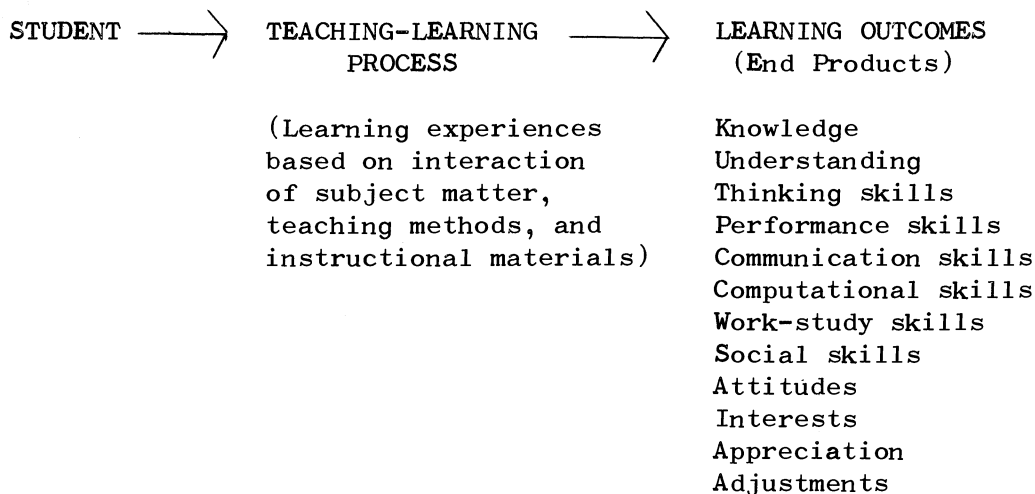 STUDENT
TEACHING-LEARNING
PROCESS
(Learning experiences
based on interaction
of subject matter,
teaching methods, and
instructional materials)
LEARNING OUTCOMES
(End Products)
Knowledge
Understanding
Thinking skills
Performance skills
Communication skills
Computational skills
Work-study skills
Social skills
Attitudes
Interests
Appreciation
Adjustments